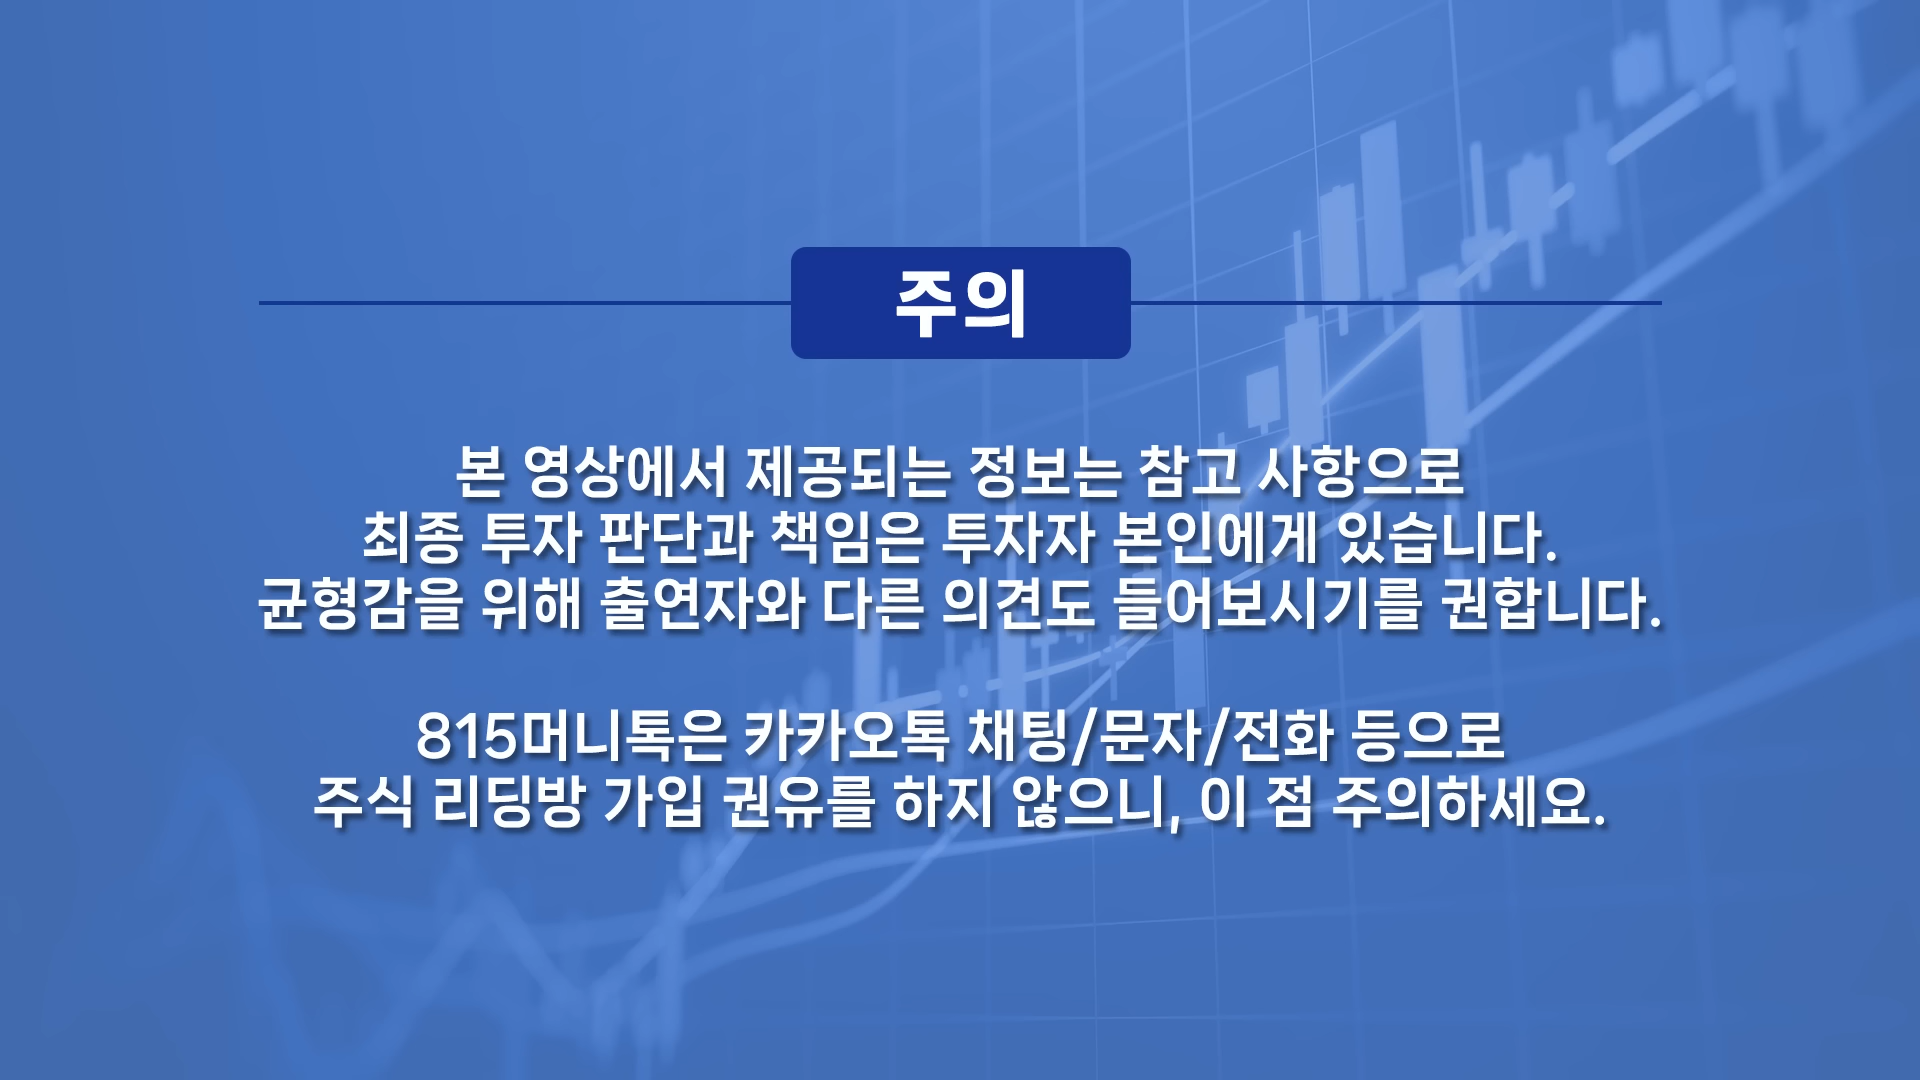 주의
본 영상에서 제공되는 정보는 참고 사항으로
최종 투자 판단과 책임은 투자자 본인에게 있습니다.
균형감을 위해 출연자와 다른 의견도 들어보시기를 권합니다.
815머니톡은 카카오톡 채팅/문자/전화 등으로
주식 리딩방 가입 권유를 하지 않으니, 이 점 주의하세요.